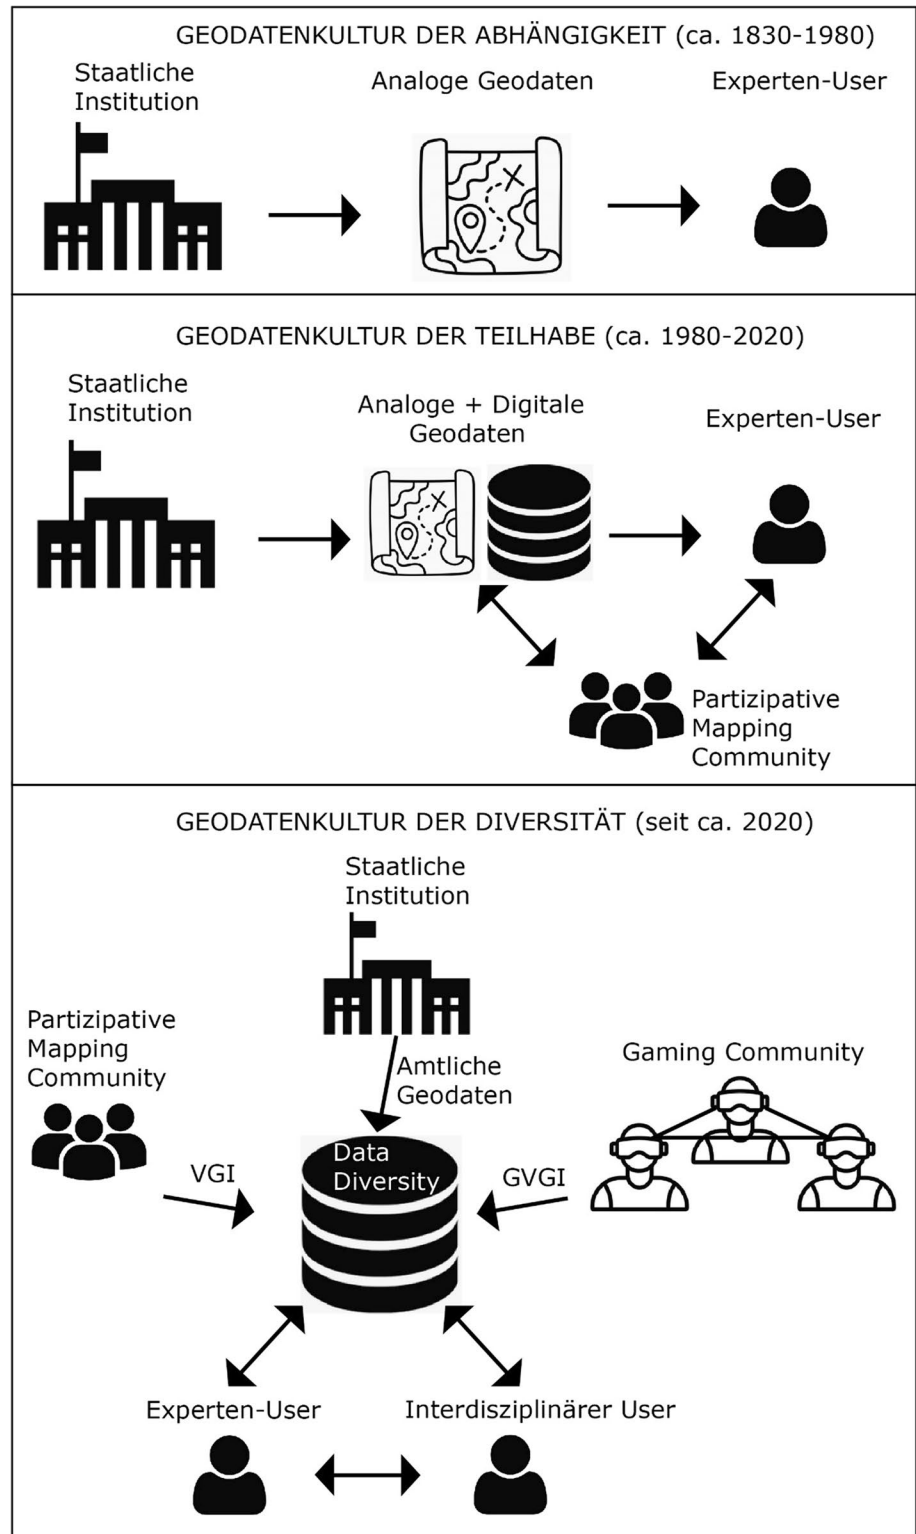 GEODATENKULTUR DER ABHÄNGIGKEIT (ca. 1830-1980)
Staatliche
Institution
Analoge Geodaten
Experten-User
GEODATENKULTUR DER TEILHABE (ca. 1980-2020)
Staatliche
Institution
Analoge + Digitale
Geodaten
Experten-User
Partizipative
Mapping
Community
GEODATENKULTUR DER DIVERSITÄT (seit ca. 2020)
Staatliche
Institution
Partizipative
Mapping
Community
Amtliche
Geodaten
Gaming Community
VGI
Data
Diversity
GVGI
Experten-User
Interdisziplinärer User